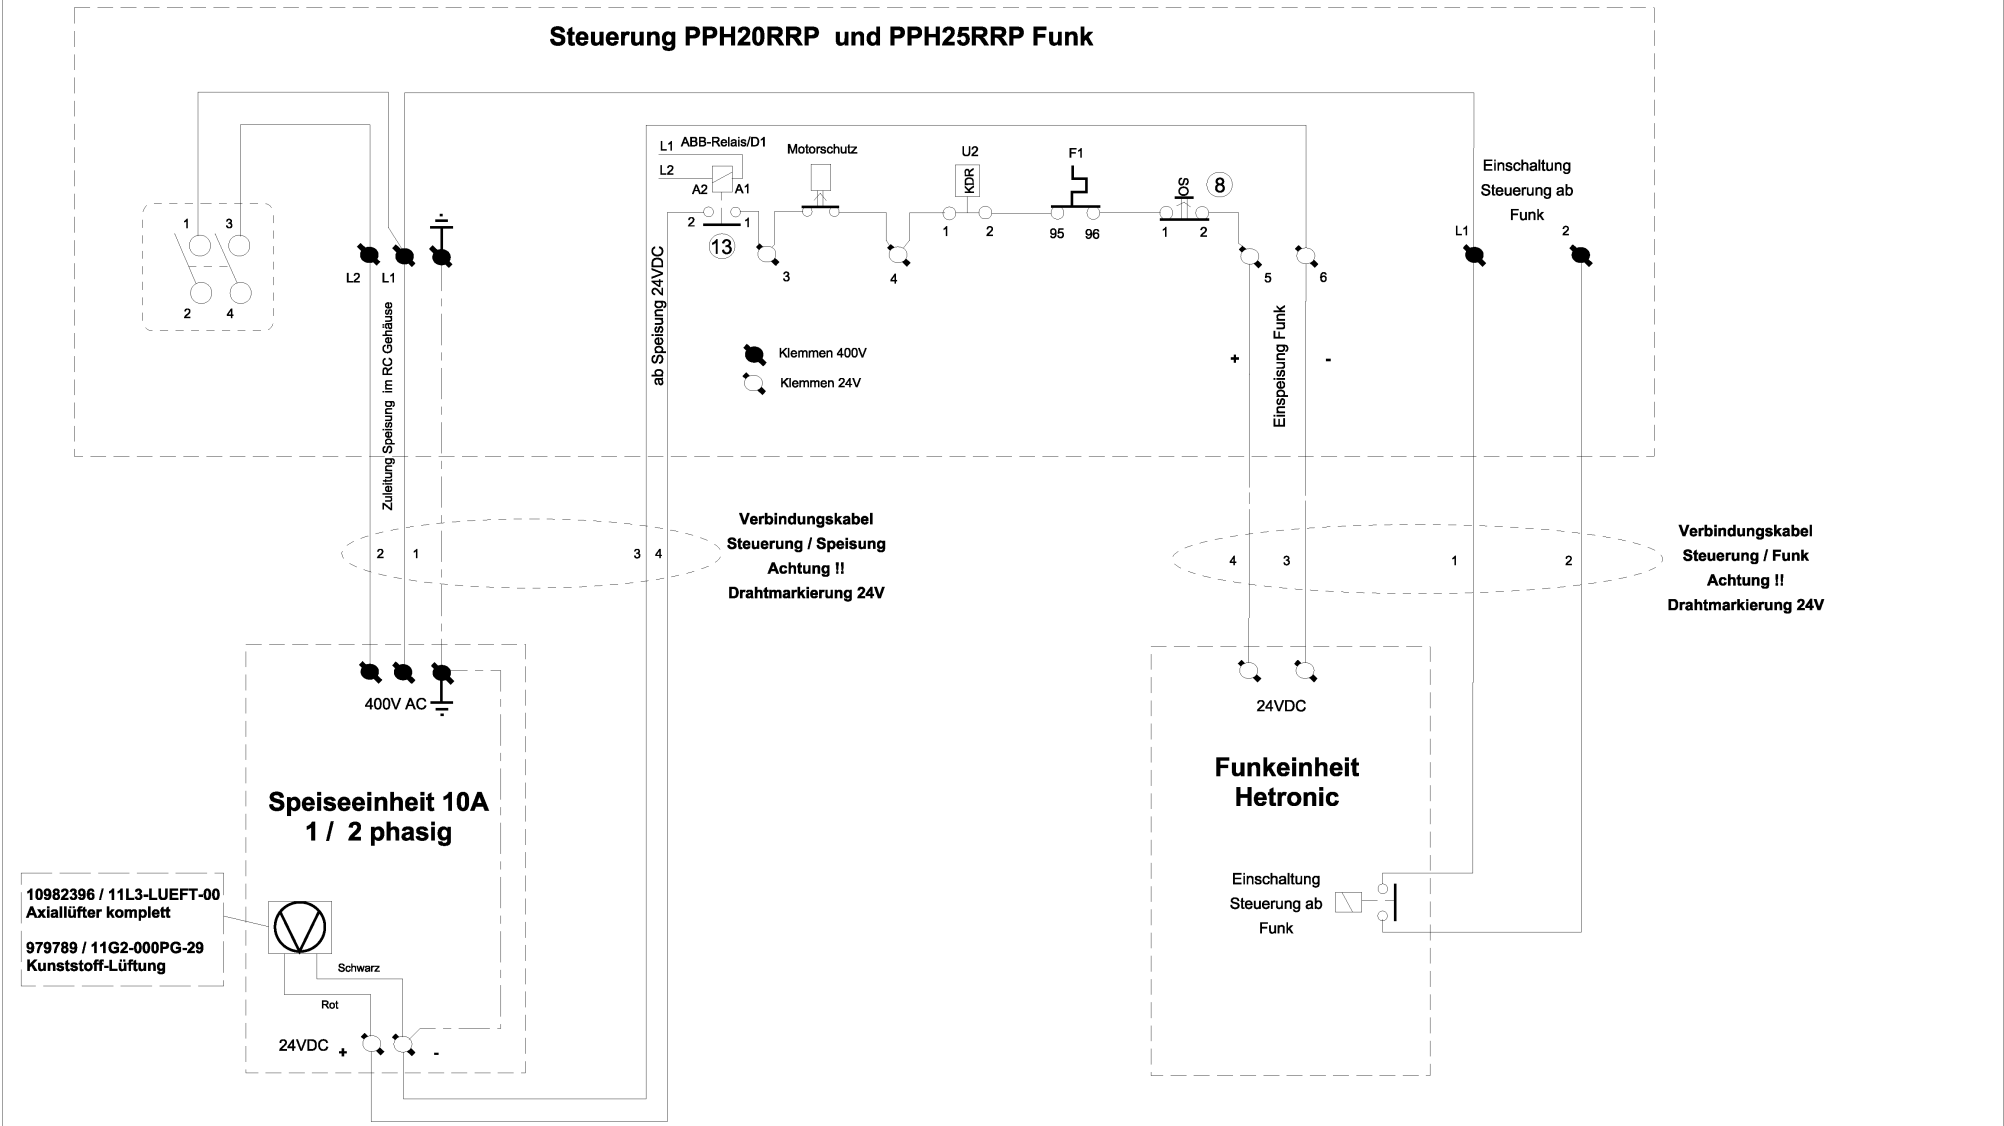 Steuerung PPH20RRP  und PPH25RRP Funk
L1
ABB-Relais/D1
L2
A2
A1
2
1
13
Motorschutz
3
4
U2
KDR
1
2
F1
95
96
SO
8
1
2
5
6
Einschaltung
Steuerung ab
Funk
L1
2
1
3
2
4
L2
L1
Zuleitung Speisung  im RC Gehäuse
ab Speisung 24VDC
Klemmen 400V
Klemmen 24V
+
Einspeisung Funk
-
2
1
3
4
Verbindungskabel
Steuerung / Speisung
Achtung !!
Drahtmarkierung 24V
4
3
1
2
Verbindungskabel
Steuerung / Funk
Achtung !!
Drahtmarkierung 24V
400V AC
Speiseeinheit 10A
1 /  2 phasig
10982396 / 11L3-LUEFT-00
Axiallüfter komplett
979789 / 11G2-000PG-29
Kunststoff-Lüftung
Schwarz
Rot
24VDC
+
-
24VDC
Funkeinheit
Hetronic
Einschaltung
Steuerung ab
Funk